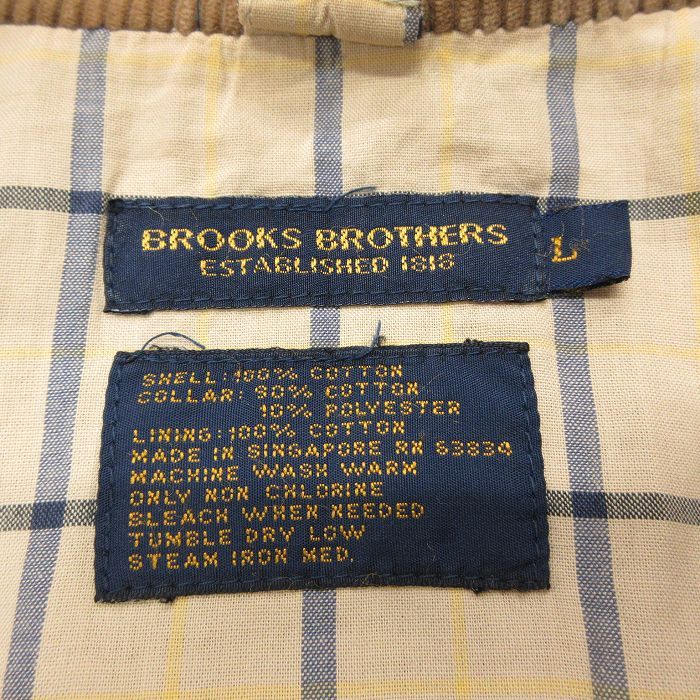 BROOKS BROTHERS
ESTABLISHED 1818
L
SHELL: 100% COTTON
COLLAR: 90% COTTON
10% POLYESTER
LINING: 100% COTTON
MADE IN SINGAPORE RN 63834
MACHINE WASH WARM
ONLY NON CHLORINE
BLEACH WHEN NEEDED
TUMBLE DRY LOW
STEAM IRON MED.